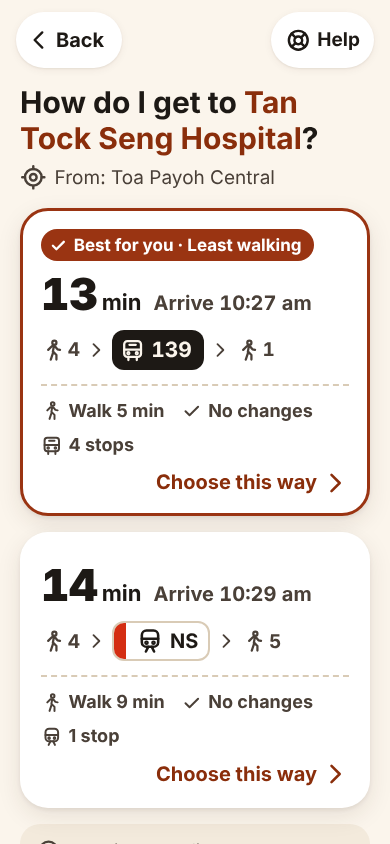 Back
Help
How do I get to Tan
Tock Seng Hospital?
From: Toa Payoh Central
Best for you · Least walking
13 min Arrive 10:27 am
4 > 139 > 1
Walk 5 min No changes
4 stops
Choose this way
14 min Arrive 10:29 am
4 > NS > 5
Walk 9 min No changes
1 stop
Choose this way